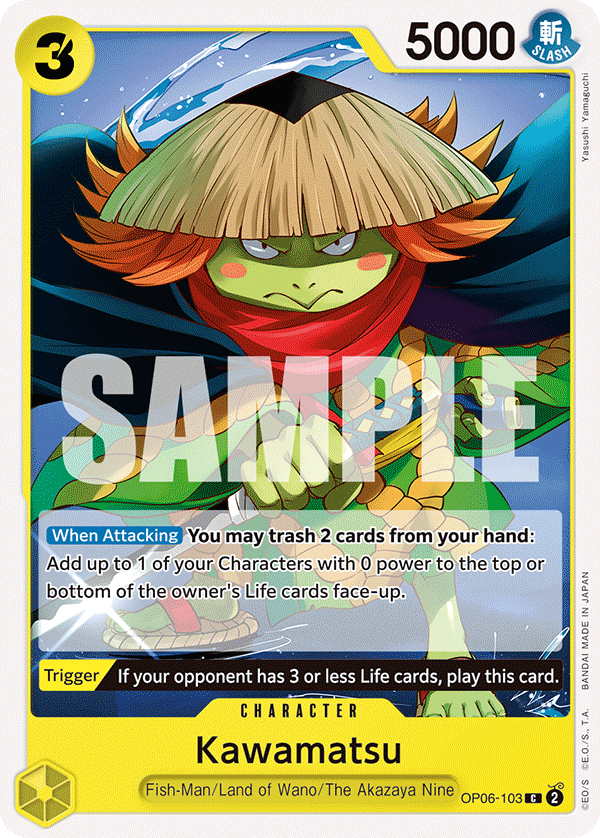 3
5000
斬
SLASH
Yasushi Yamaguchi
SAMPLE
When Attacking You may trash 2 cards from your hand:
Add up to 1 of your Characters with 0 power to the top or
bottom of the owner's Life cards face-up.
Trigger If your opponent has 3 or less Life cards, play this card.
CHARACTER
Kawamatsu
Fish-Man/Land of Wano/The Akazaya Nine
OP06-103 C 2
©E.O/S ©E.O./S., T.A. BANDAI MADE IN JAPAN